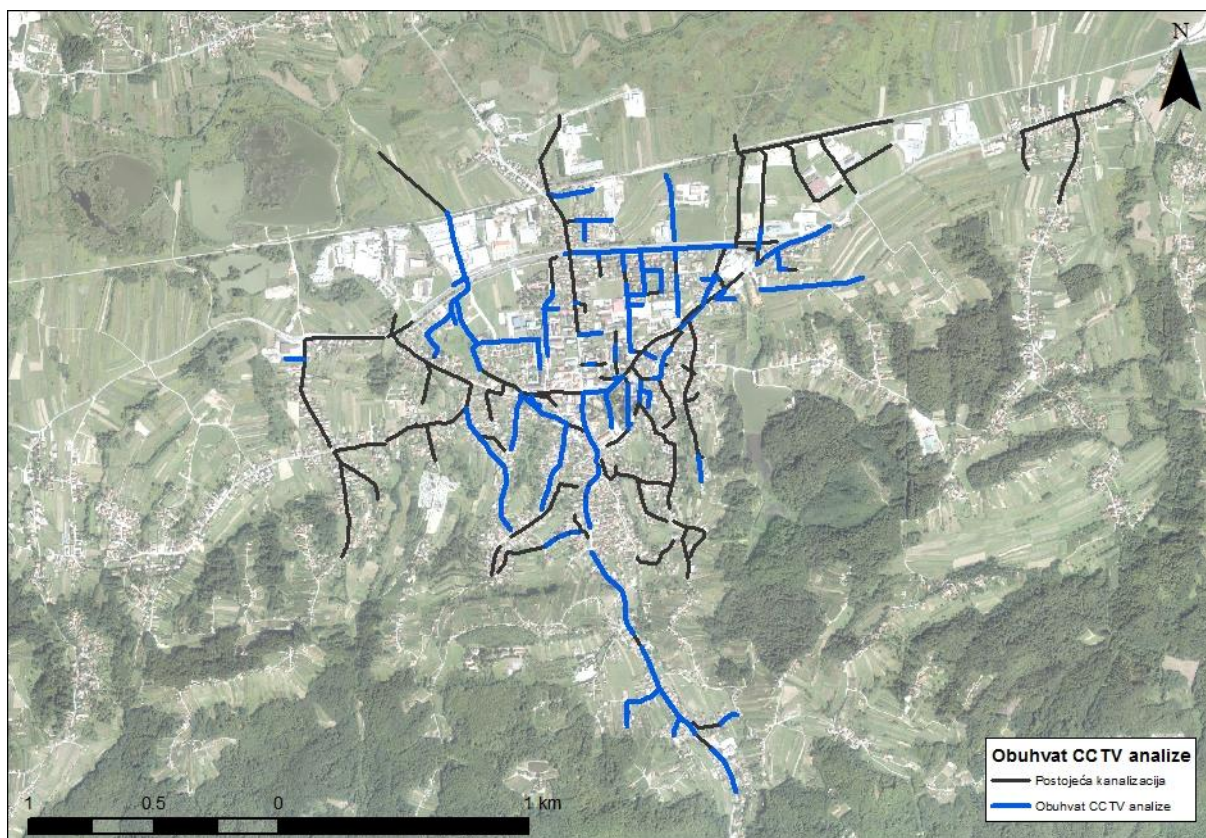 N
Obuhvat CCTV analize
Postojeća kanalizacija
Obuhvat CCTV analize
1 0.5 0 1 km